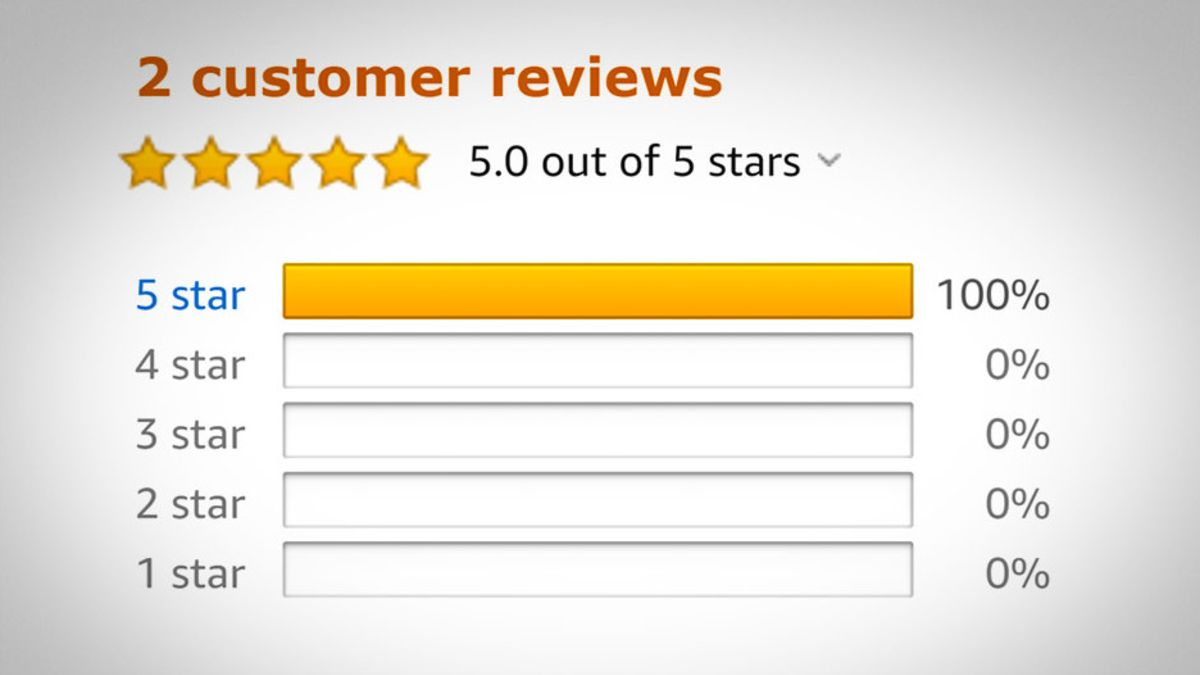 2 customer reviews
5.0 out of 5 stars
5 star 100%
4 star 0%
3 star 0%
2 star 0%
1 star 0%